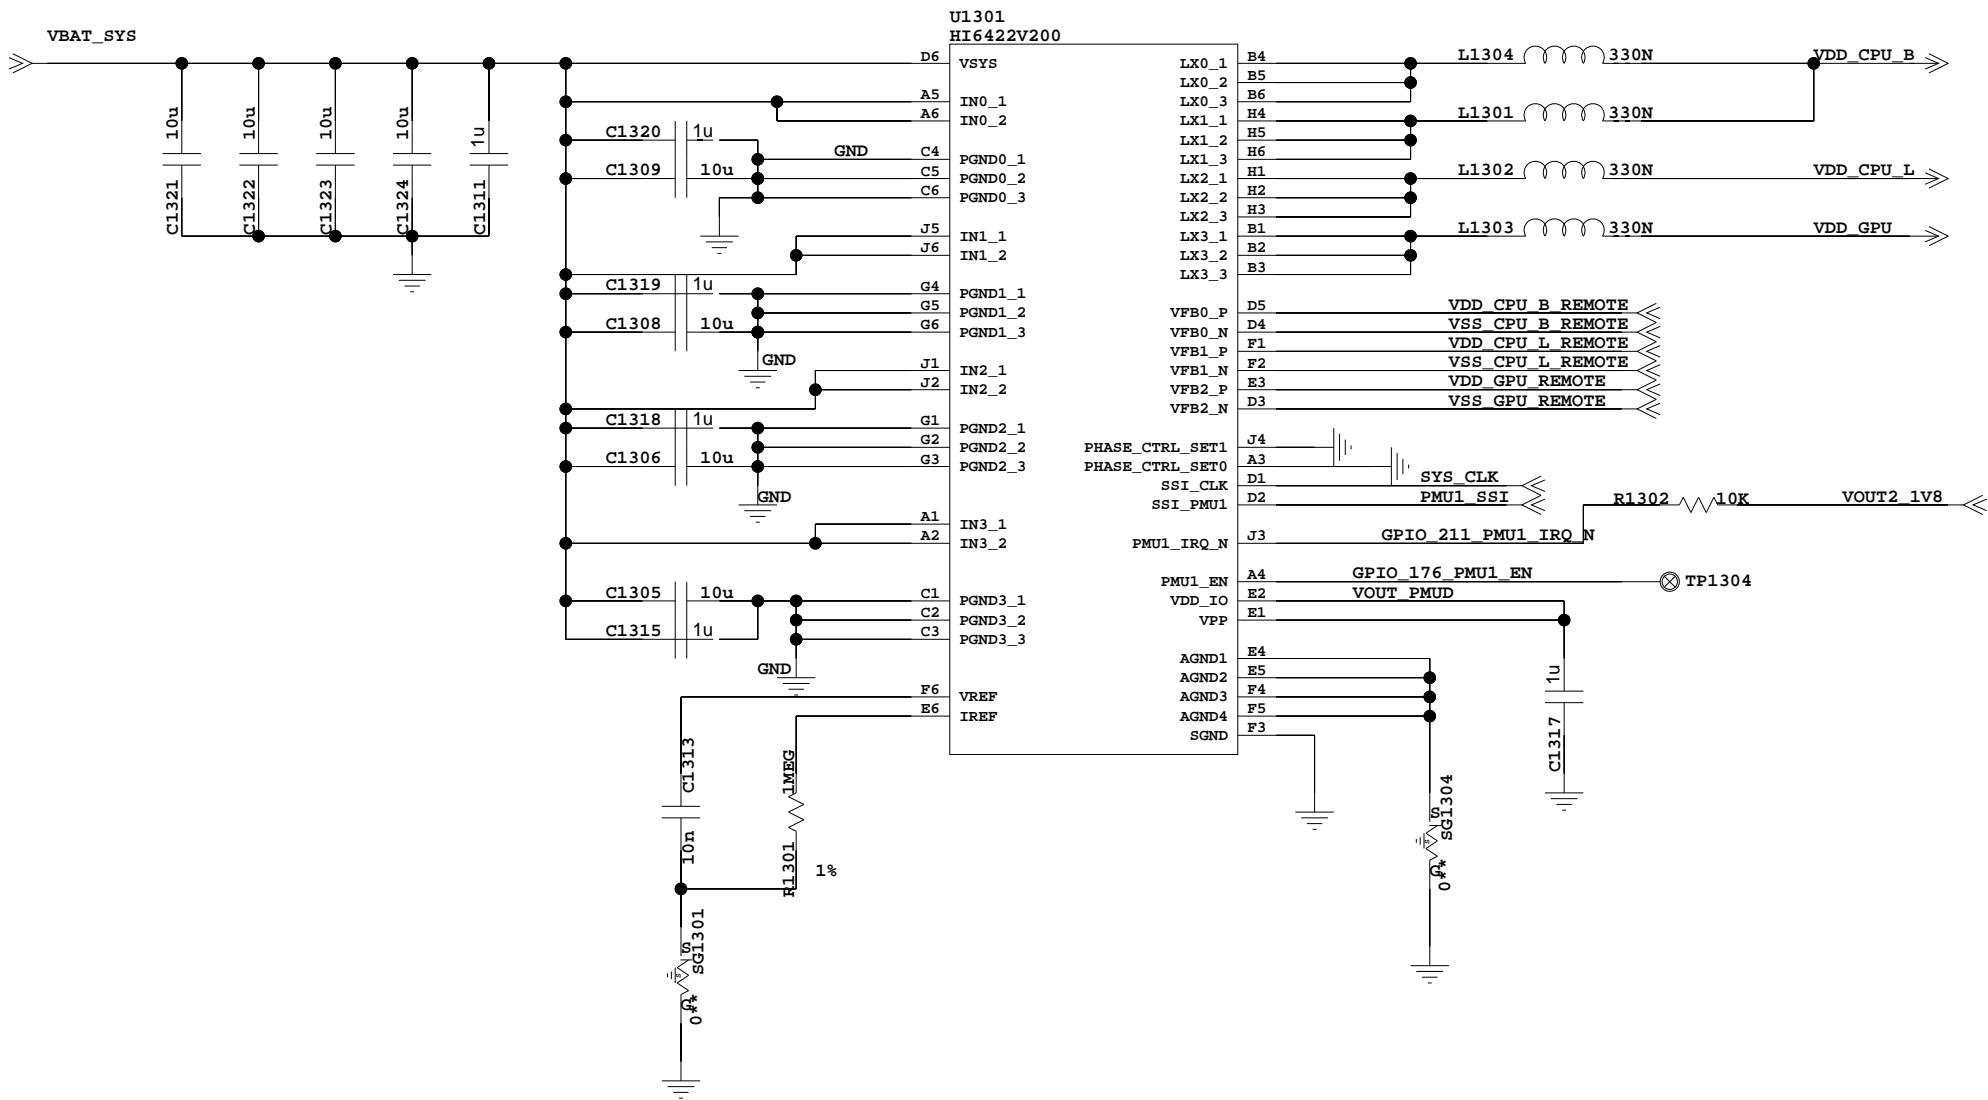 U1301
HI6422V200
VBAT_SYS
10u
C1321
10u
C1322
10u
C1323
10u
C1324
1u
C1311
D6 VSYS
A5 IN0_1
A6 IN0_2
C1320 1u
GND C4 PGND0_1
C1309 10u C5 PGND0_2
C6 PGND0_3
J5 IN1_1
J6 IN1_2
C1319 1u G4 PGND1_1
G5 PGND1_2
C1308 10u G6 PGND1_3
GND
J1 IN2_1
J2 IN2_2
C1318 1u G1 PGND2_1
G2 PGND2_2
C1306 10u G3 PGND2_3
GND
A1 IN3_1
A2 IN3_2
C1305 10u C1 PGND3_1
C2 PGND3_2
C1315 1u C3 PGND3_3
GND
F6 VREF
E6 IREF
C1313
10n
1MEG
R1301
1%
S
SG1301
G
0**
LX0_1 B4 L1304 330N VDD_CPU_B
LX0_2 B5
LX0_3 B6
LX1_1 H4 L1301 330N
LX1_2 H5
LX1_3 H6
LX2_1 H1 L1302 330N VDD_CPU_L
LX2_2 H2
LX2_3 H3
LX3_1 B1 L1303 330N VDD_GPU
LX3_2 B2
LX3_3 B3
VFB0_P D5 VDD_CPU_B_REMOTE
VFB0_N D4 VSS_CPU_B_REMOTE
VFB1_P F1 VDD_CPU_L_REMOTE
VFB1_N F2 VSS_CPU_L_REMOTE
VFB2_P E3 VDD_GPU_REMOTE
VFB2_N D3 VSS_GPU_REMOTE
PHASE_CTRL_SET1 J4
PHASE_CTRL_SET0 A3
SSI_CLK D1 SYS_CLK
SSI_PMU1 D2 PMU1_SSI
R1302 10K VOUT2_1V8
PMU1_IRQ_N J3 GPIO_211_PMU1_IRQ_N
PMU1_EN A4 GPIO_176_PMU1_EN TP1304
VDD_IO E2 VOUT_PMUD
VPP E1
AGND1 E4
AGND2 E5
AGND3 F4
AGND4 F5
SGND F3
1u
C1317
S
SG1304
G
0**